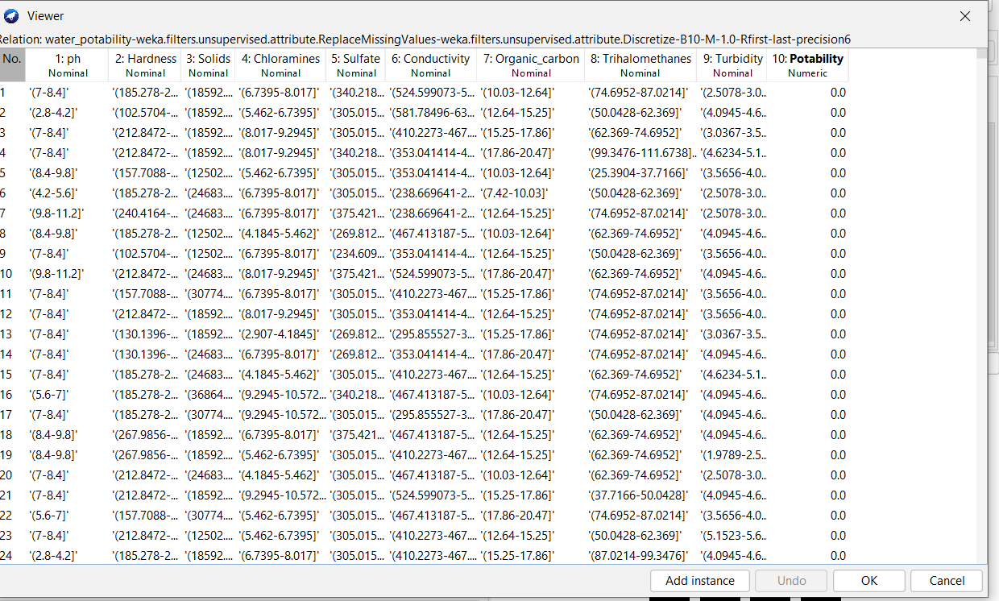 Viewer
Relation: water_potability-weka.filters.unsupervised.attribute.ReplaceMissingValues-weka.filters.unsupervised.attribute.Discretize-B10-M-1.0-Rfirst-last-precision6
No. 1: ph 2: Hardness 3: Solids 4: Chloramines 5: Sulfate 6: Conductivity 7: Organic_carbon 8: Trihalomethanes 9: Turbidity 10: Potability
Nominal Nominal Nominal Nominal Nominal Nominal Nominal Nominal Nominal Numeric
1 '(7-8.4]' '(185.278-2... '(18592.... '(6.7395-8.017]' '(340.218... '(524.599073-5... '(10.03-12.64]' '(74.6952-87.0214]' '(2.5078-3.0... 0.0
2 '(2.8-4.2]' '(102.5704-... '(18592.... '(5.462-6.7395]' '(305.015... '(581.78496-63... '(12.64-15.25]' '(50.0428-62.369]' '(4.0945-4.6... 0.0
3 '(7-8.4]' '(212.8472-... '(18592.... '(8.017-9.2945]' '(305.015... '(410.2273-467.... '(15.25-17.86]' '(62.369-74.6952]' '(3.0367-3.5... 0.0
4 '(7-8.4]' '(212.8472-... '(18592.... '(8.017-9.2945]' '(340.218... '(353.041414-4... '(17.86-20.47]' '(99.3476-111.6738]... '(4.6234-5.1... 0.0
5 '(8.4-9.8]' '(157.7088-... '(12502.... '(5.462-6.7395]' '(305.015... '(353.041414-4... '(10.03-12.64]' '(25.3904-37.7166]' '(3.5656-4.0... 0.0
6 '(4.2-5.6]' '(185.278-2... '(24683.... '(6.7395-8.017]' '(305.015... '(238.669641-2... '(7.42-10.03]' '(50.0428-62.369]' '(2.5078-3.0... 0.0
7 '(9.8-11.2]' '(240.4164-... '(24683.... '(6.7395-8.017]' '(375.421... '(238.669641-2... '(12.64-15.25]' '(74.6952-87.0214]' '(2.5078-3.0... 0.0
8 '(8.4-9.8]' '(185.278-2... '(12502.... '(4.1845-5.462]' '(269.812... '(467.413187-5... '(10.03-12.64]' '(62.369-74.6952]' '(4.0945-4.6... 0.0
9 '(7-8.4]' '(102.5704-... '(12502.... '(6.7395-8.017]' '(234.609... '(353.041414-4... '(12.64-15.25]' '(50.0428-62.369]' '(3.5656-4.0... 0.0
10 '(9.8-11.2]' '(212.8472-... '(24683.... '(8.017-9.2945]' '(375.421... '(524.599073-5... '(17.86-20.47]' '(62.369-74.6952]' '(4.0945-4.6... 0.0
11 '(7-8.4]' '(157.7088-... '(30774.... '(6.7395-8.017]' '(305.015... '(410.2273-467.... '(15.25-17.86]' '(74.6952-87.0214]' '(3.5656-4.0... 0.0
12 '(7-8.4]' '(212.8472-... '(18592.... '(8.017-9.2945]' '(305.015... '(353.041414-4... '(12.64-15.25]' '(74.6952-87.0214]' '(3.5656-4.0... 0.0
13 '(7-8.4]' '(130.1396-... '(18592.... '(2.907-4.1845]' '(269.812... '(295.855527-3... '(15.25-17.86]' '(74.6952-87.0214]' '(3.0367-3.5... 0.0
14 '(7-8.4]' '(130.1396-... '(24683.... '(6.7395-8.017]' '(269.812... '(353.041414-4... '(17.86-20.47]' '(74.6952-87.0214]' '(4.0945-4.6... 0.0
15 '(7-8.4]' '(185.278-2... '(24683.... '(4.1845-5.462]' '(305.015... '(410.2273-467.... '(12.64-15.25]' '(62.369-74.6952]' '(4.6234-5.1... 0.0
16 '(5.6-7]' '(185.278-2... '(36864.... '(9.2945-10.572... '(340.218... '(467.413187-5... '(10.03-12.64]' '(74.6952-87.0214]' '(4.0945-4.6... 0.0
17 '(7-8.4]' '(185.278-2... '(30774.... '(9.2945-10.572... '(305.015... '(295.855527-3... '(17.86-20.47]' '(50.0428-62.369]' '(4.0945-4.6... 0.0
18 '(8.4-9.8]' '(267.9856-... '(18592.... '(6.7395-8.017]' '(375.421... '(467.413187-5... '(12.64-15.25]' '(62.369-74.6952]' '(4.0945-4.6... 0.0
19 '(8.4-9.8]' '(267.9856-... '(18592.... '(5.462-6.7395]' '(305.015... '(410.2273-467.... '(12.64-15.25]' '(62.369-74.6952]' '(1.9789-2.5... 0.0
20 '(7-8.4]' '(212.8472-... '(24683.... '(4.1845-5.462]' '(305.015... '(467.413187-5... '(10.03-12.64]' '(62.369-74.6952]' '(2.5078-3.0... 0.0
21 '(7-8.4]' '(212.8472-... '(18592.... '(9.2945-10.572... '(305.015... '(524.599073-5... '(15.25-17.86]' '(37.7166-50.0428]' '(4.0945-4.6... 0.0
22 '(5.6-7]' '(157.7088-... '(30774.... '(5.462-6.7395]' '(305.015... '(467.413187-5... '(17.86-20.47]' '(74.6952-87.0214]' '(3.5656-4.0... 0.0
23 '(7-8.4]' '(212.8472-... '(12502.... '(5.462-6.7395]' '(305.015... '(410.2273-467.... '(12.64-15.25]' '(50.0428-62.369]' '(5.1523-5.6... 0.0
24 '(2.8-4.2]' '(185.278-2... '(18592.... '(6.7395-8.017]' '(305.015... '(410.2273-467.... '(15.25-17.86]' '(87.0214-99.3476]' '(4.0945-4.6... 0.0
Add instance Undo OK Cancel